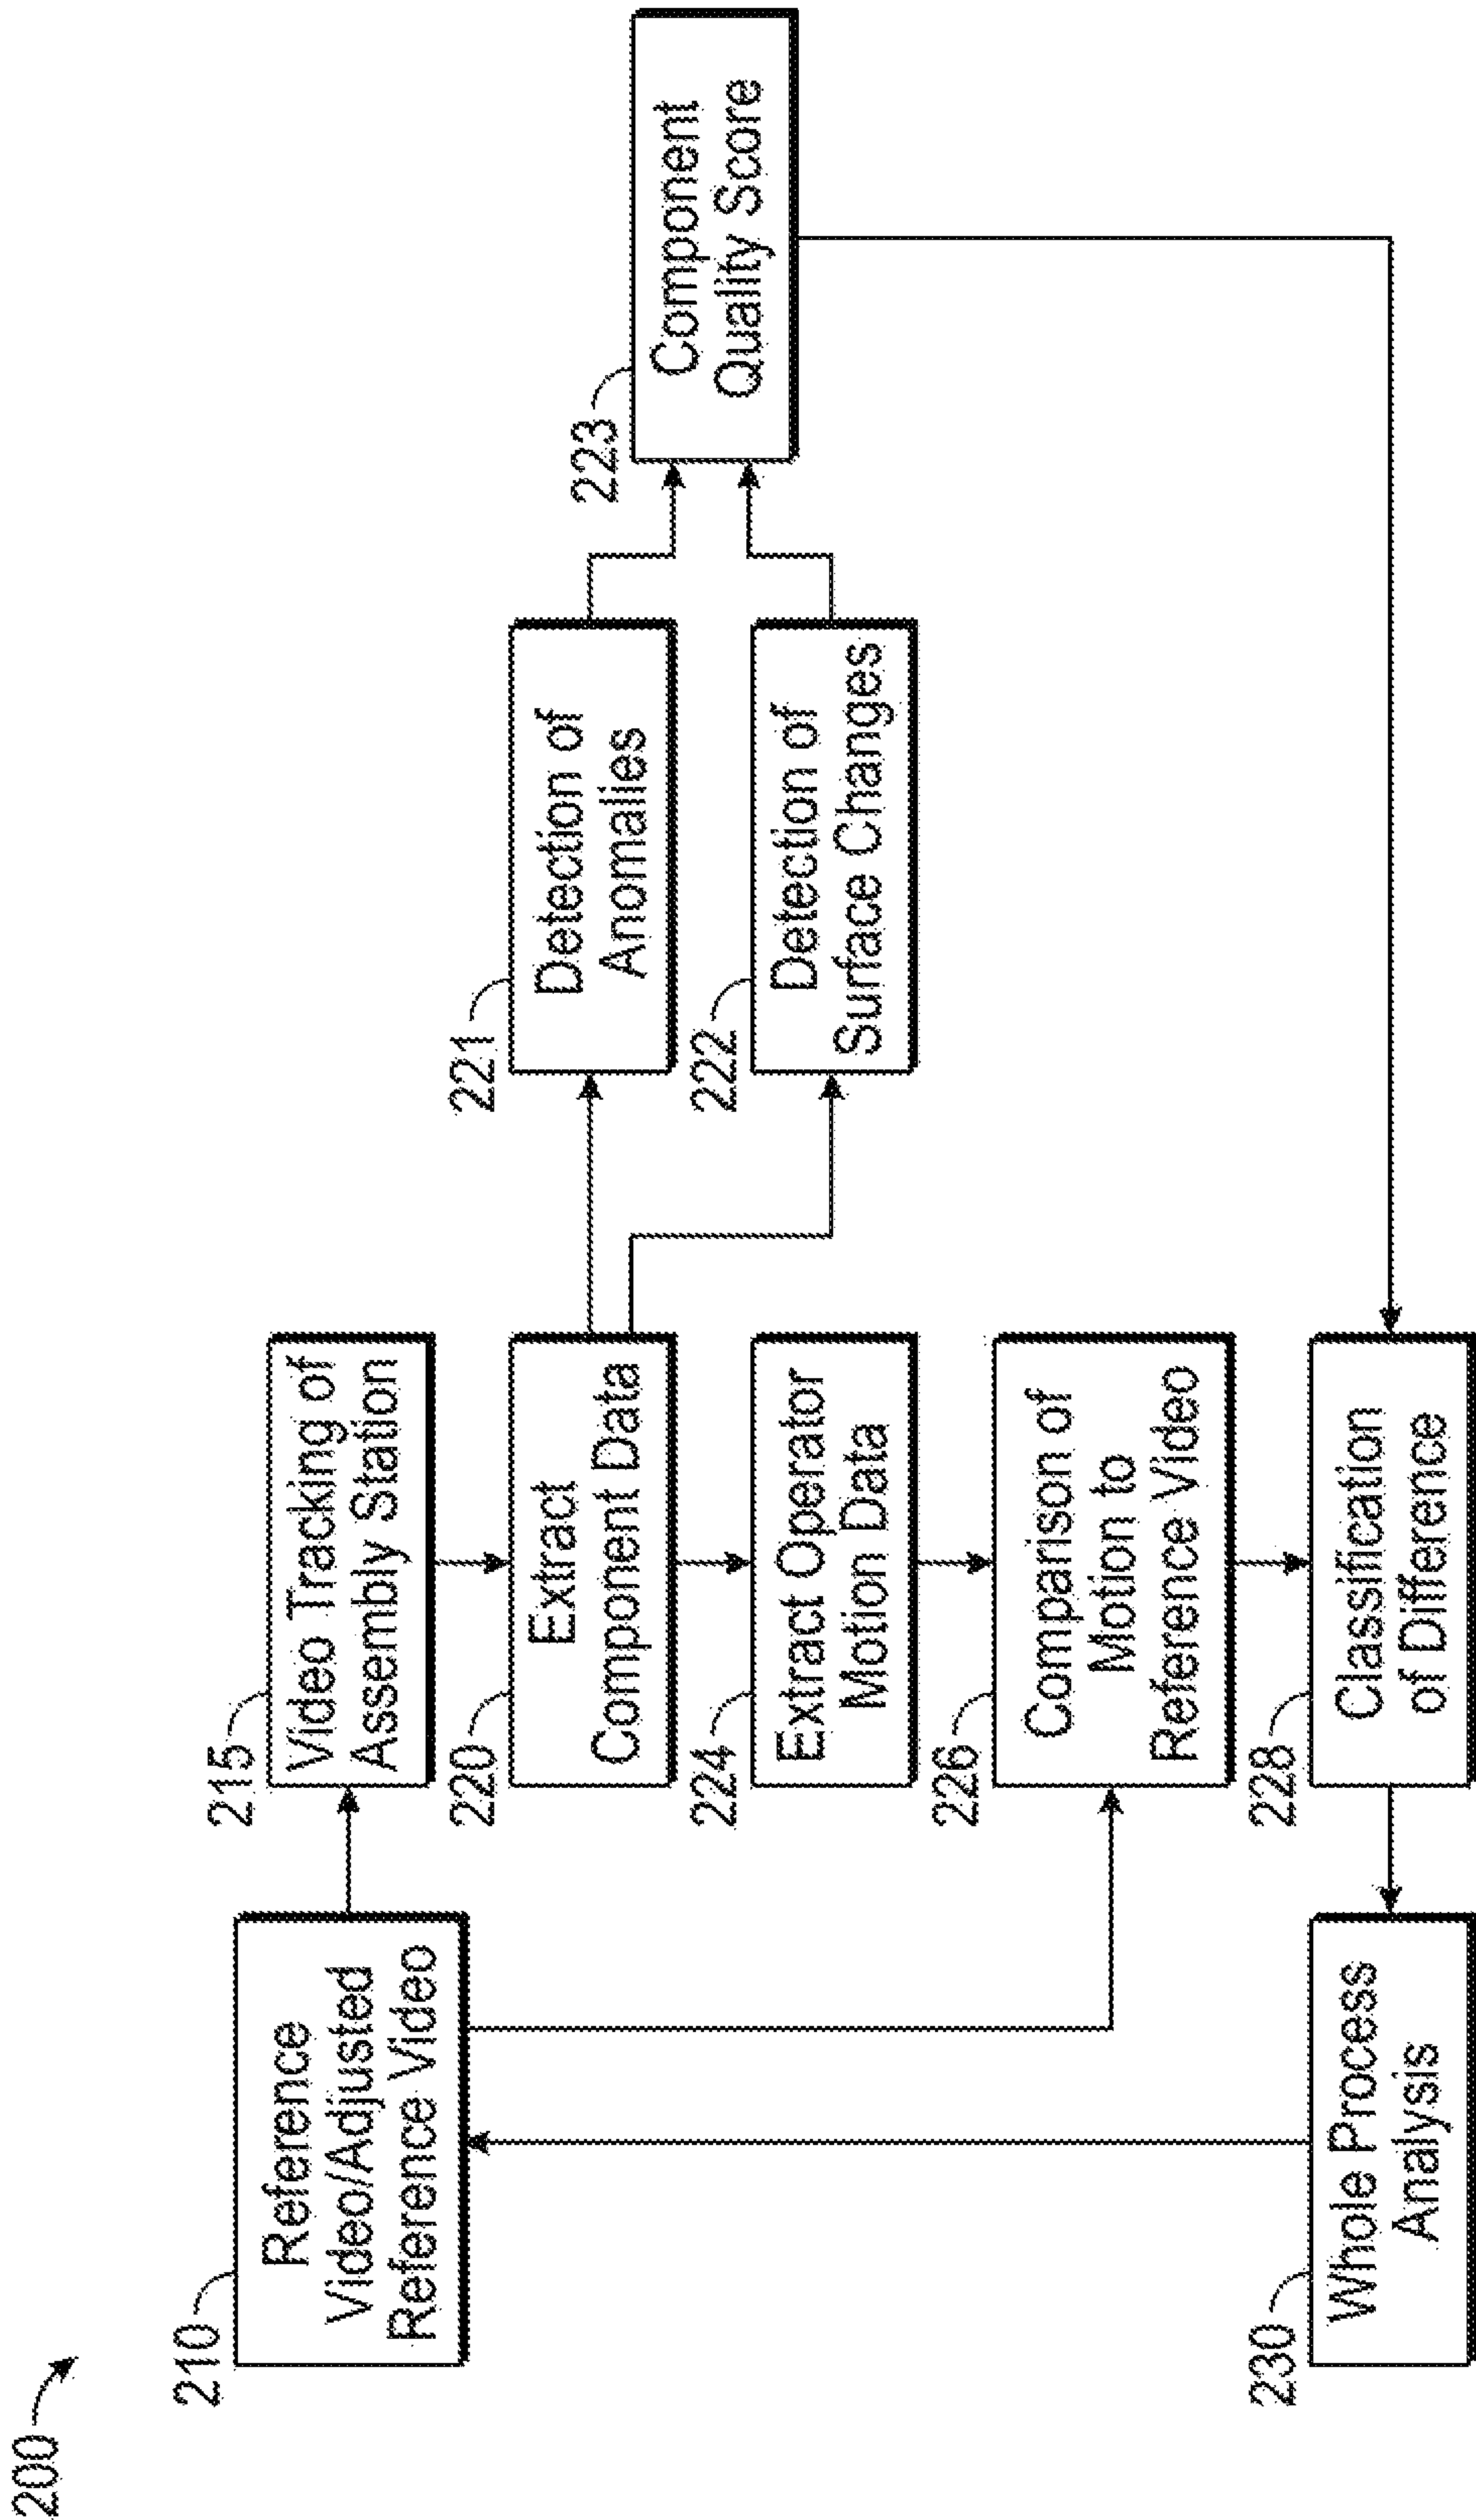 200
210
Reference
Video/Adjusted
Reference Video
215
Video Tracking of
Assembly Station
220
Extract
Component Data
221
Detection of
Anomalies
222
Detection of
Surface Changes
223
Component
Quality Score
224
Extract Operator
Motion Data
226
Comparison of
Motion to
Reference Video
228
Classification
of Difference
230
Whole Process
Analysis